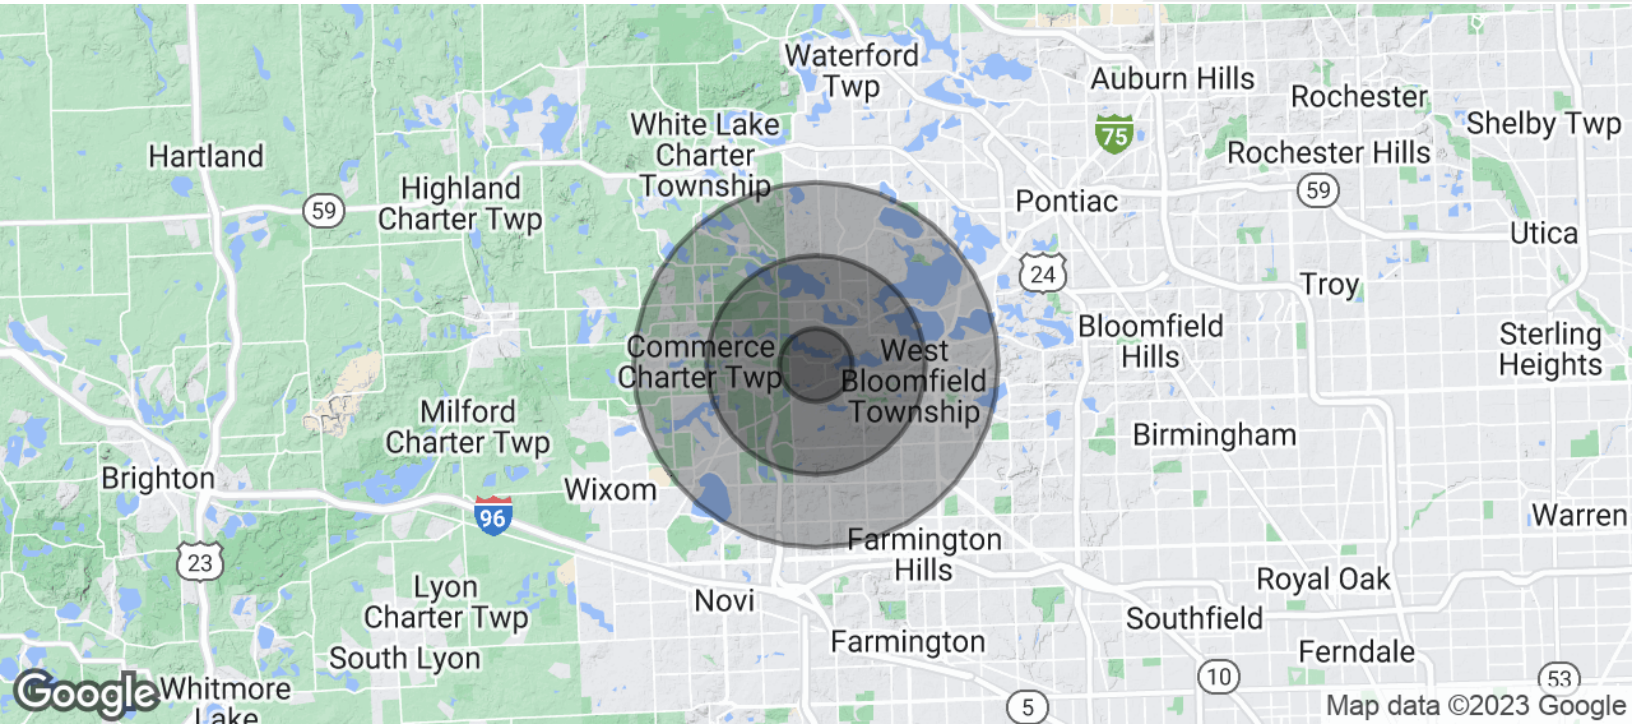 Waterford
Twp
Auburn Hills
Rochester
Shelby Twp
White Lake
Charter
Township
75
Hartland
Rochester Hills
Highland
Charter Twp
59
59
Pontiac
Utica
24
Troy
Bloomfield
Hills
Sterling
Heights
Commerce
Charter Twp
West
Bloomfield
Township
Milford
Charter Twp
Birmingham
Brighton
Wixom
96
Warren
23
Farmington
Hills
Lyon
Charter Twp
Novi
Royal Oak
Southfield
Farmington
South Lyon
Ferndale
10
53
Google
Whitmore
Lake
5
Map data ©2023 Google